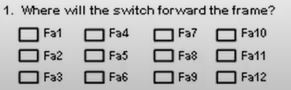 1. Where will the switch forward the frame?
Fa1 Fa4 Fa7 Fa10
Fa2 Fa5 Fa8 Fa11
Fa3 Fa6 Fa9 Fa12